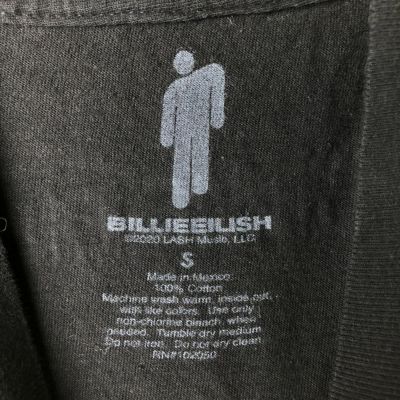 BILLIEEILISH
©2020 LASH Music, LLC
S
Made in Mexico
100% Cotton
Machine wash warm, inside out,
with like colors. Use only
non-chlorine bleach, when
needed. Tumble dry medium
Do not iron. Do not dry clean
RN#102050